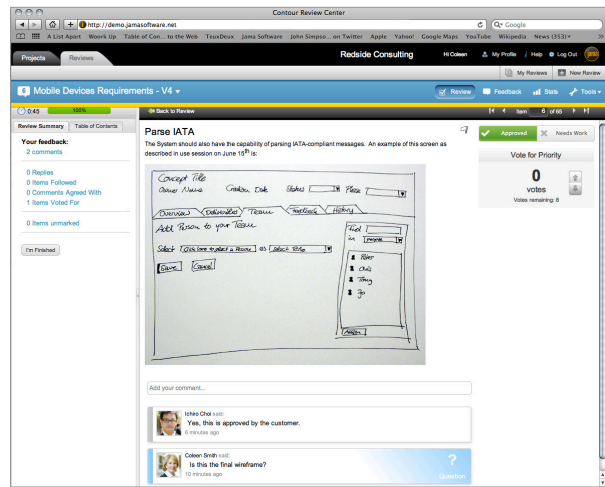 Contour Review Center
http://demo.jamasoftware.net
Google
A List Apart Woork Up Table of Con... to the Web TeuxDeux Jama Software John Simpso... on Twitter Apple Yahoo! Google Maps YouTube Wikipedia News (353)
Projects Reviews
Redside Consulting
Hi Coleen My Profile Help Log Out
My Reviews New Review
6 Mobile Devices Requirements - V4
Review Feedback Stats Tools
0:45 100%
Back to Review
Item 6 of 65
Review Summary Table of Contents
Your feedback:
2 comments
0 Replies
0 Items Followed
0 Comments Agreed With
1 Items Voted For
0 Items unmarked
I'm Finished
Parse IATA
The System should also have the capability of parsing IATA-compliant messages. An example of this screen as
described in use session on June 15th is:
Concept Title
Owner Name Creation Date Status Phase
Overview Deliverables Team Feedback History
Add Person to your Team
Select Click here to select a Person as Select Title
Save Cancel
Find
in people
Peter
Chris
Tony
Jo
Approved Needs Work
Vote for Priority
0
votes
Votes remaining: 8
Add your comment...
Ichiro Choi said:
Yes, this is approved by the customer.
6 minutes ago
Coleen Smith said:
Is this the final wireframe?
10 minutes ago
?
Question